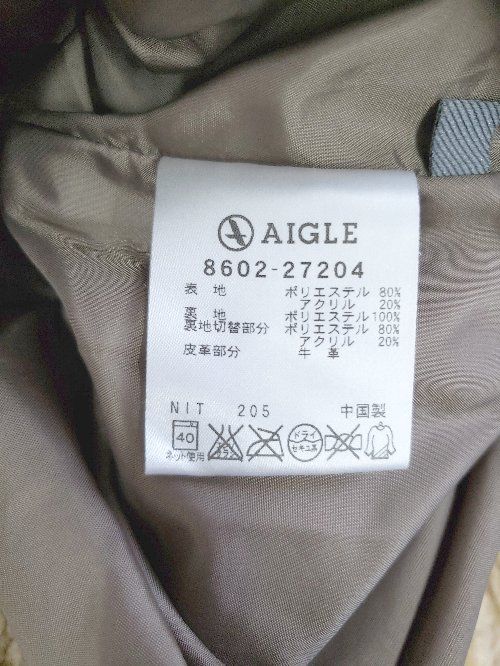 AIGLE
8602-27204
表 地 ポリエステル 80%
アクリル 20%
裏 地 ポリエステル 100%
裏地切替部分 ポリエステル 80%
アクリル 20%
皮革部分 牛 革
NIT 205 中国製
40 ドライ
セキユ系
ネット使用